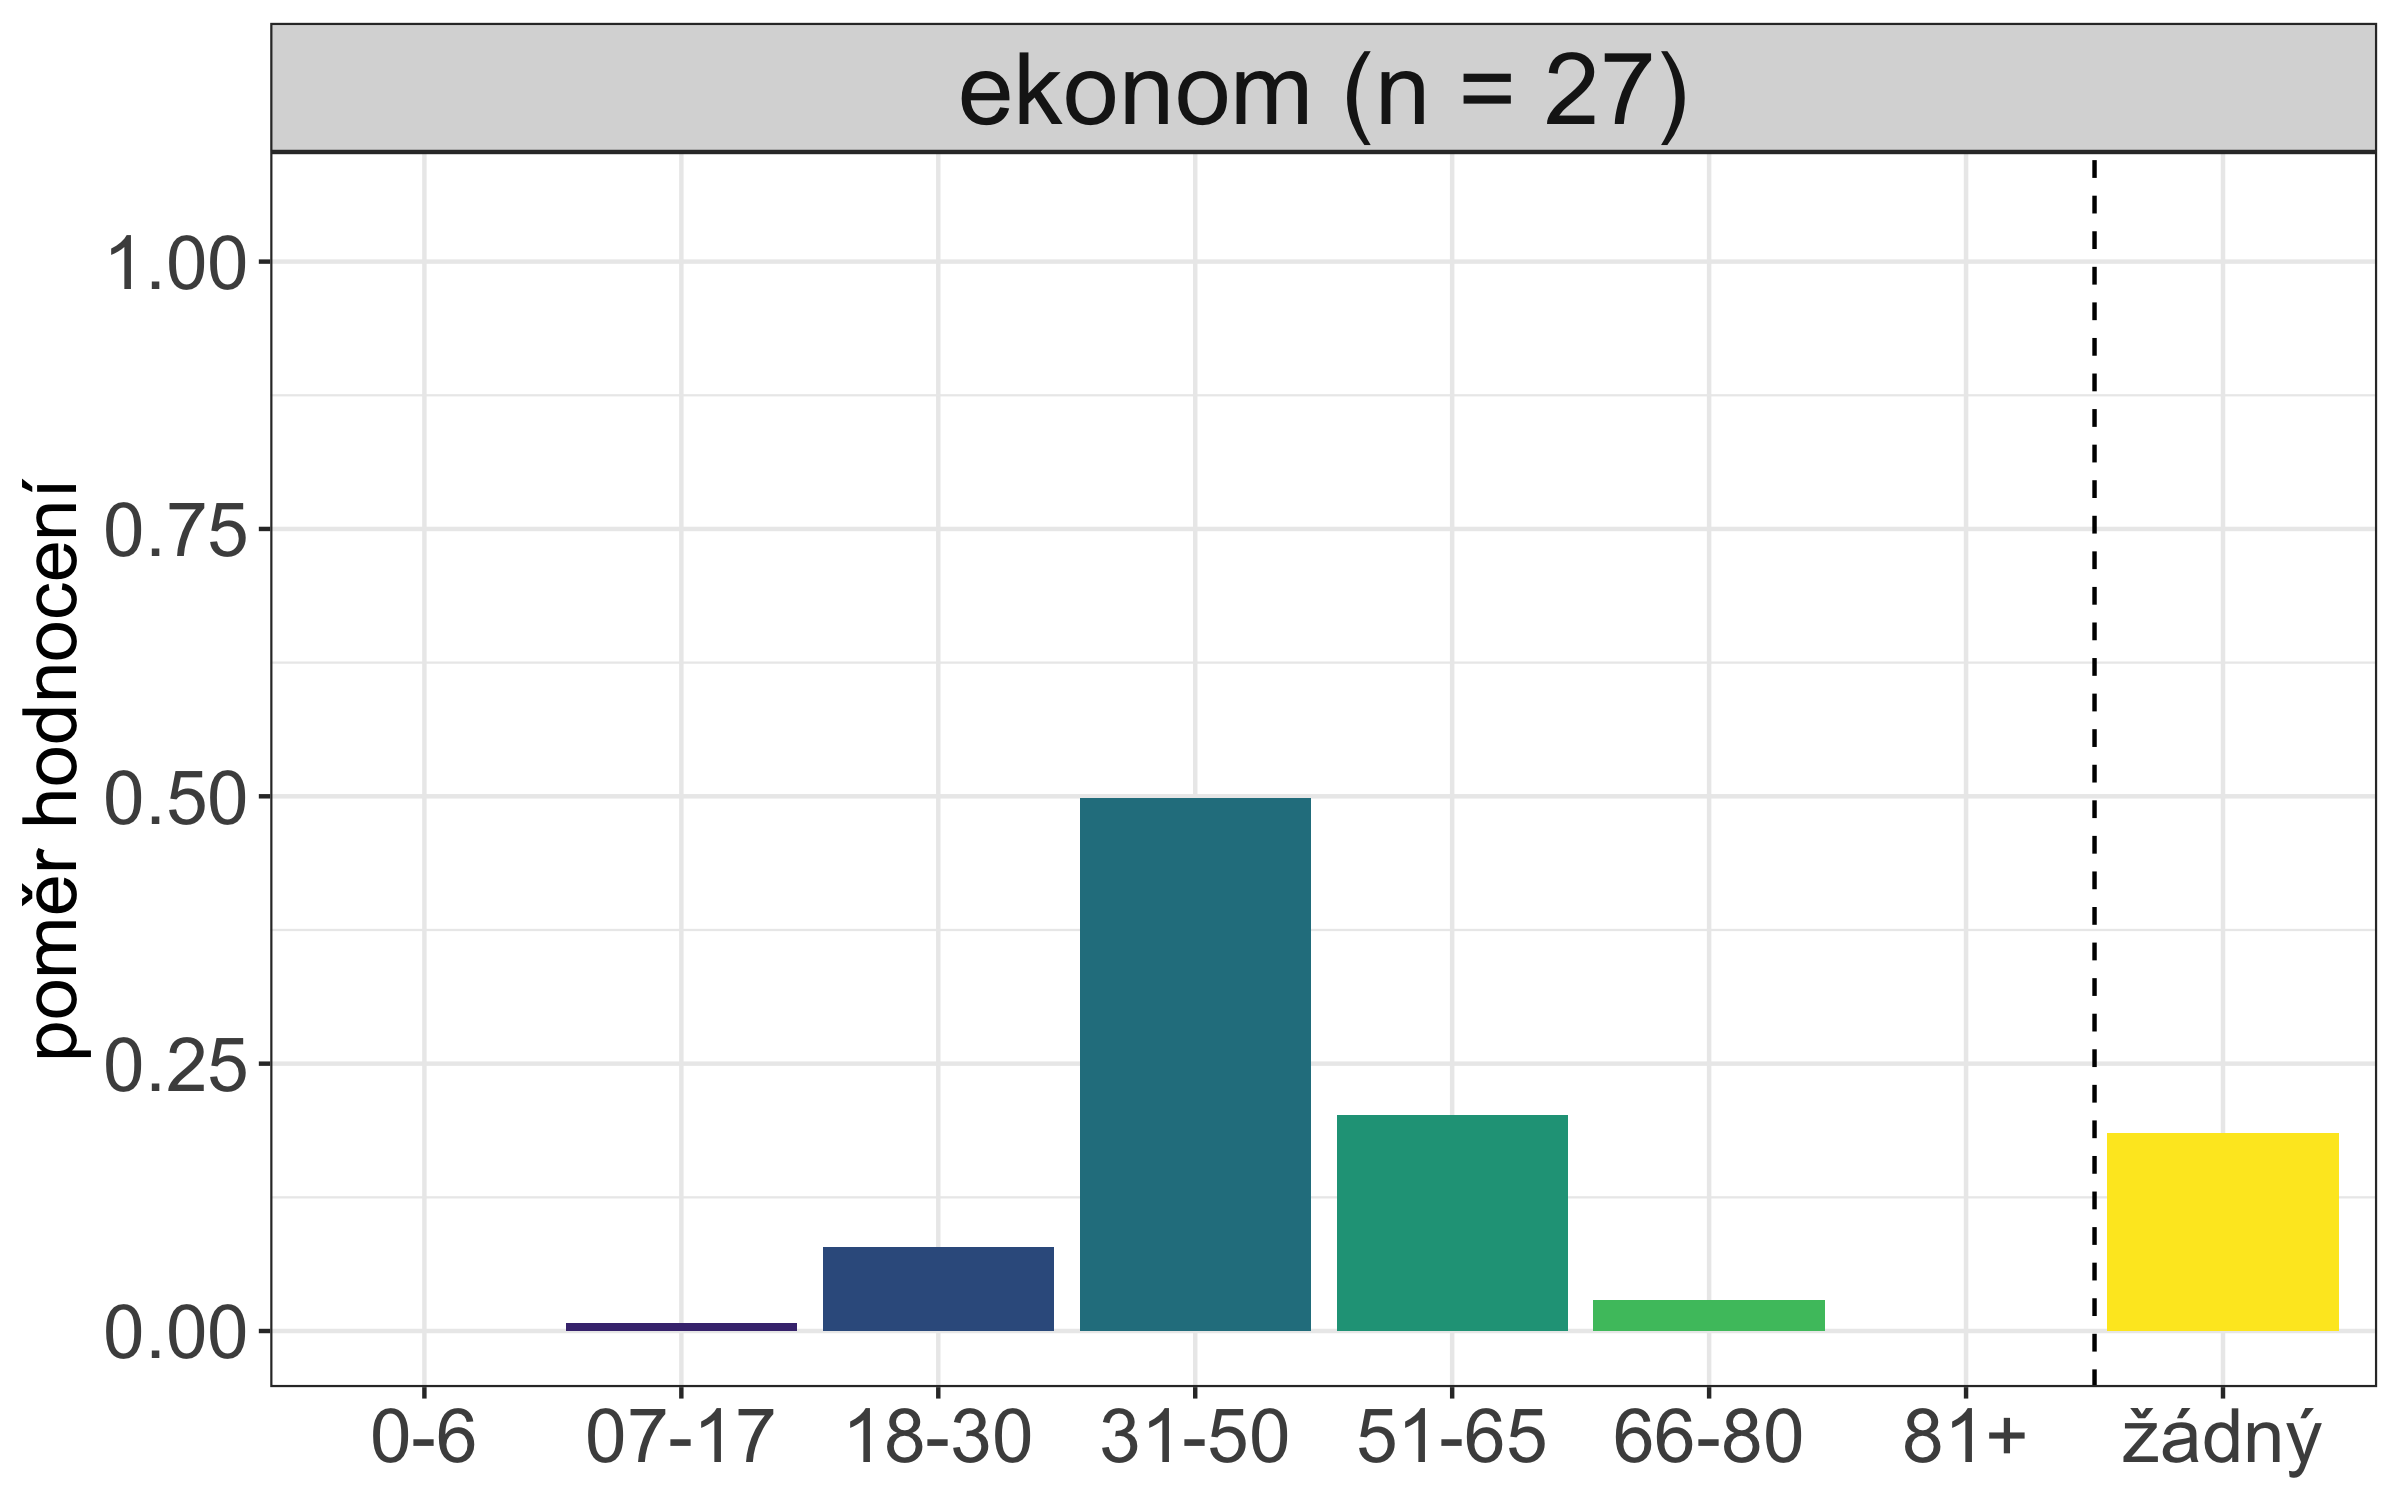 ekonom (n = 27)
poměr hodnocení
1.00
0.75
0.50
0.25
0.00
0-6 07-17 18-30 31-50 51-65 66-80 81+ žádný